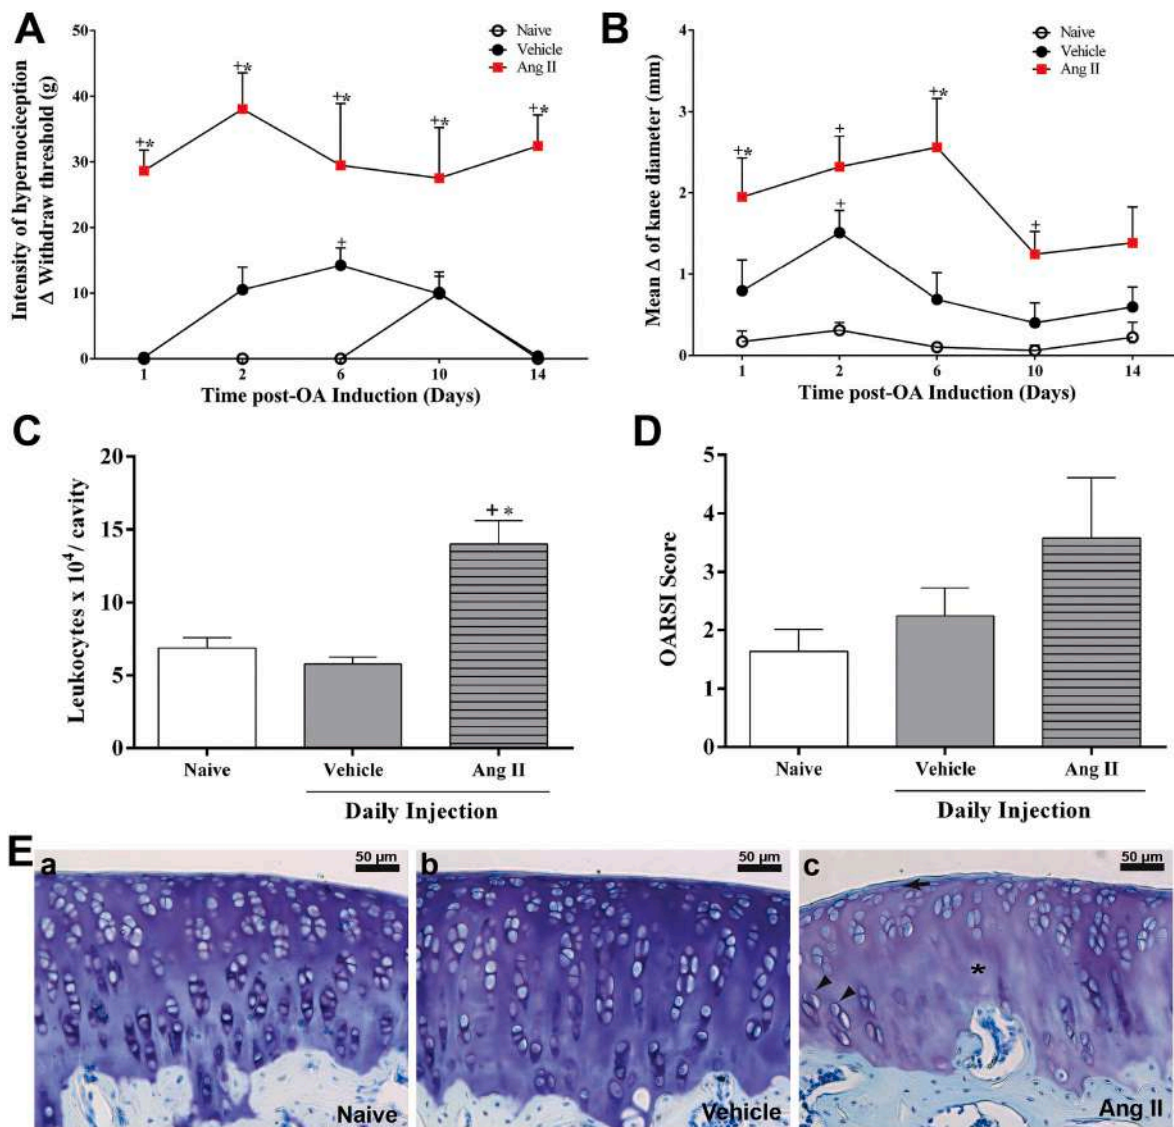 A
Intensity of hypernociception
Δ Withdraw threshold (g)
50
40
30
20
10
0
Naive
Vehicle
Ang II
+*
+*
+*
+*
+*
+
1
2
6
10
14
Time post-OA Induction (Days)
B
Mean Δ of knee diameter (mm)
4
3
2
1
0
Naive
Vehicle
Ang II
+*
+
+*
+
+
1
2
6
10
14
Time post-OA Induction (Days)
C
Leukocytes x 10⁴/ cavity
20
15
10
5
0
+ *
Naive
Vehicle
Ang II
Daily Injection
D
OARSI Score
5
4
3
2
1
0
Naive
Vehicle
Ang II
Daily Injection
E
a
50 µm
Naive
b
50 µm
Vehicle
c
50 µm
*
Ang II